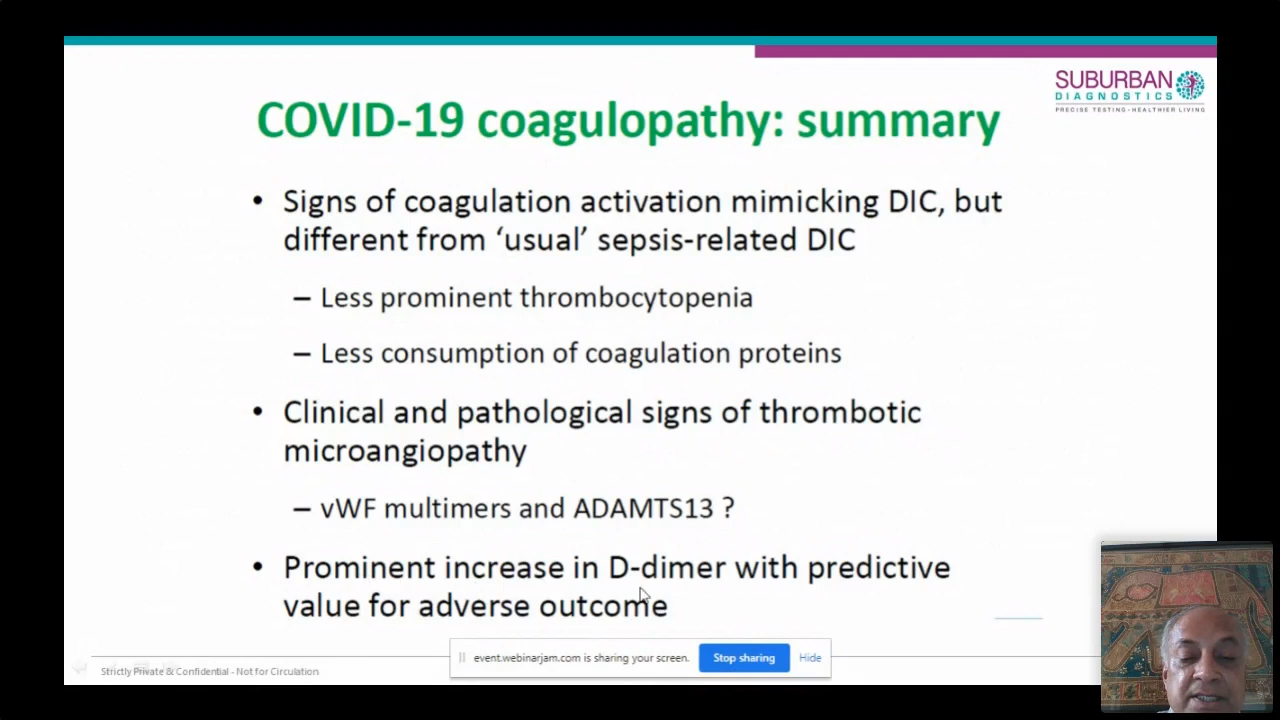 SUBURBAN
DIAGNOSTICS
PRECISE TESTING - HEALTHIER LIVING
COVID-19 coagulopathy: summary
• Signs of coagulation activation mimicking DIC, but
different from ‘usual’ sepsis-related DIC
– Less prominent thrombocytopenia
– Less consumption of coagulation proteins
• Clinical and pathological signs of thrombotic
microangiopathy
– vWF multimers and ADAMTS13 ?
• Prominent increase in D-dimer with predictive
value for adverse outcome
event.webinarjam.com is sharing your screen. Stop sharing Hide
Strictly Private & Confidential - Not for Circulation